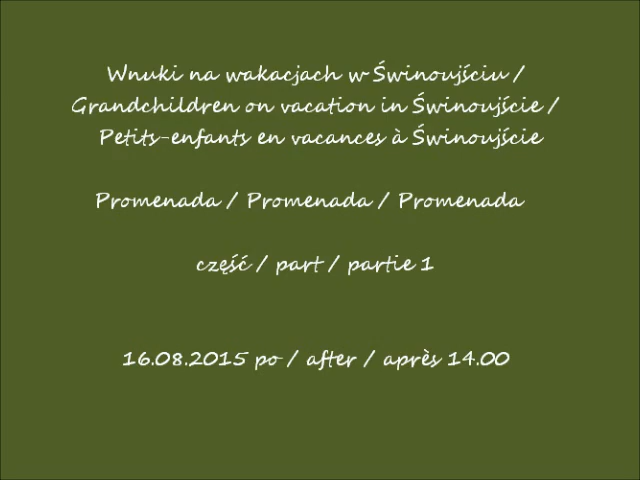 Wnuki na wakacjach w Świnoujściu /
Grandchildren on vacation in Świnoujście /
Petits-enfants en vacances à Świnoujście
Promenada / Promenada / Promenada
część / part / partie 1
16.08.2015 po / after / après 14.00